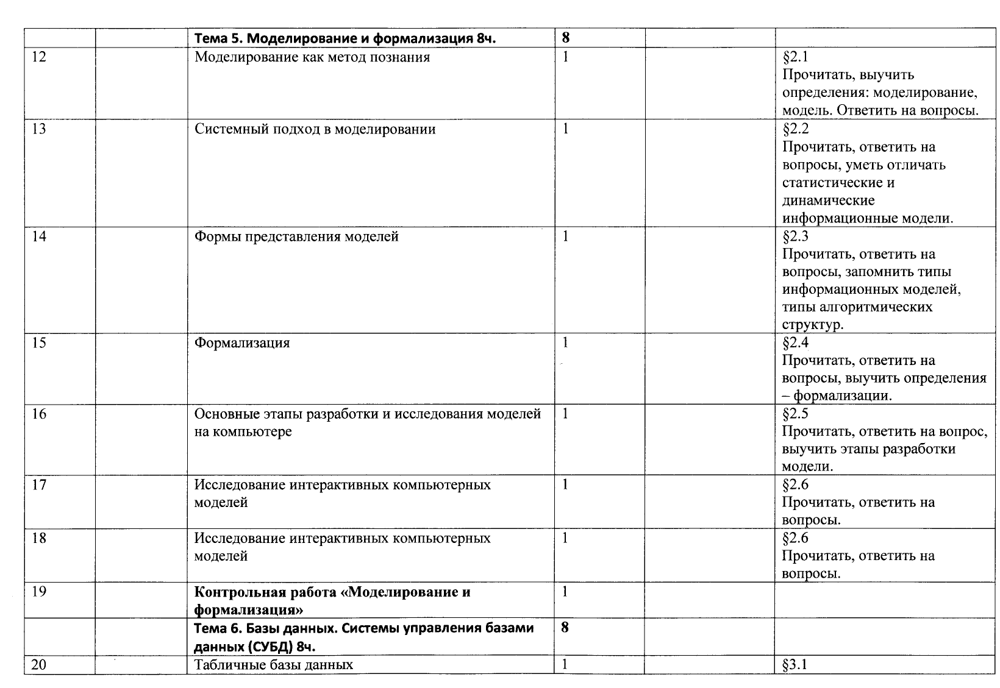 Тема 5. Моделирование и формализация 8ч. 8
12 Моделирование как метод познания 1 §2.1
Прочитать, выучить
определения: моделирование,
модель. Ответить на вопросы.
13 Системный подход в моделировании 1 §2.2
Прочитать, ответить на
вопросы, уметь отличать
статистические и
динамические
информационные модели.
14 Формы представления моделей 1 §2.3
Прочитать, ответить на
вопросы, запомнить типы
информационных моделей,
типы алгоритмических
структур.
15 Формализация 1 §2.4
Прочитать, ответить на
вопросы, выучить определения
– формализации.
16 Основные этапы разработки и исследования моделей 1 §2.5
на компьютере Прочитать, ответить на вопрос,
выучить этапы разработки
модели.
17 Исследование интерактивных компьютерных 1 §2.6
моделей Прочитать, ответить на
вопросы.
18 Исследование интерактивных компьютерных 1 §2.6
моделей Прочитать, ответить на
вопросы.
19 Контрольная работа «Моделирование и 1
формализация»
Тема 6. Базы данных. Системы управления базами 8
данных (СУБД) 8ч.
20 Табличные базы данных 1 §3.1